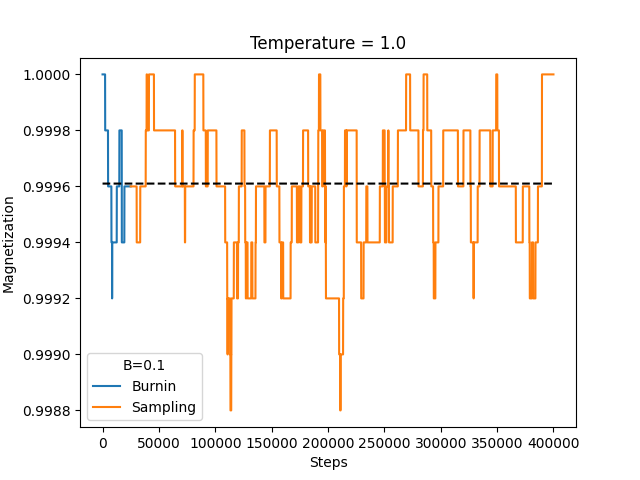 Temperature = 1.0
Magnetization
1.0000
0.9998
0.9996
0.9994
0.9992
0.9990
0.9988
B=0.1
Burnin
Sampling
0 50000 100000 150000 200000 250000 300000 350000 400000
Steps